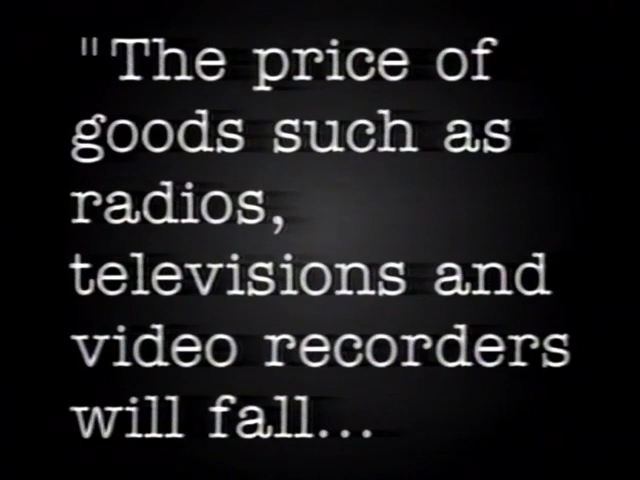 "The price of
goods such as
radios,
televisions and
video recorders
will fall...